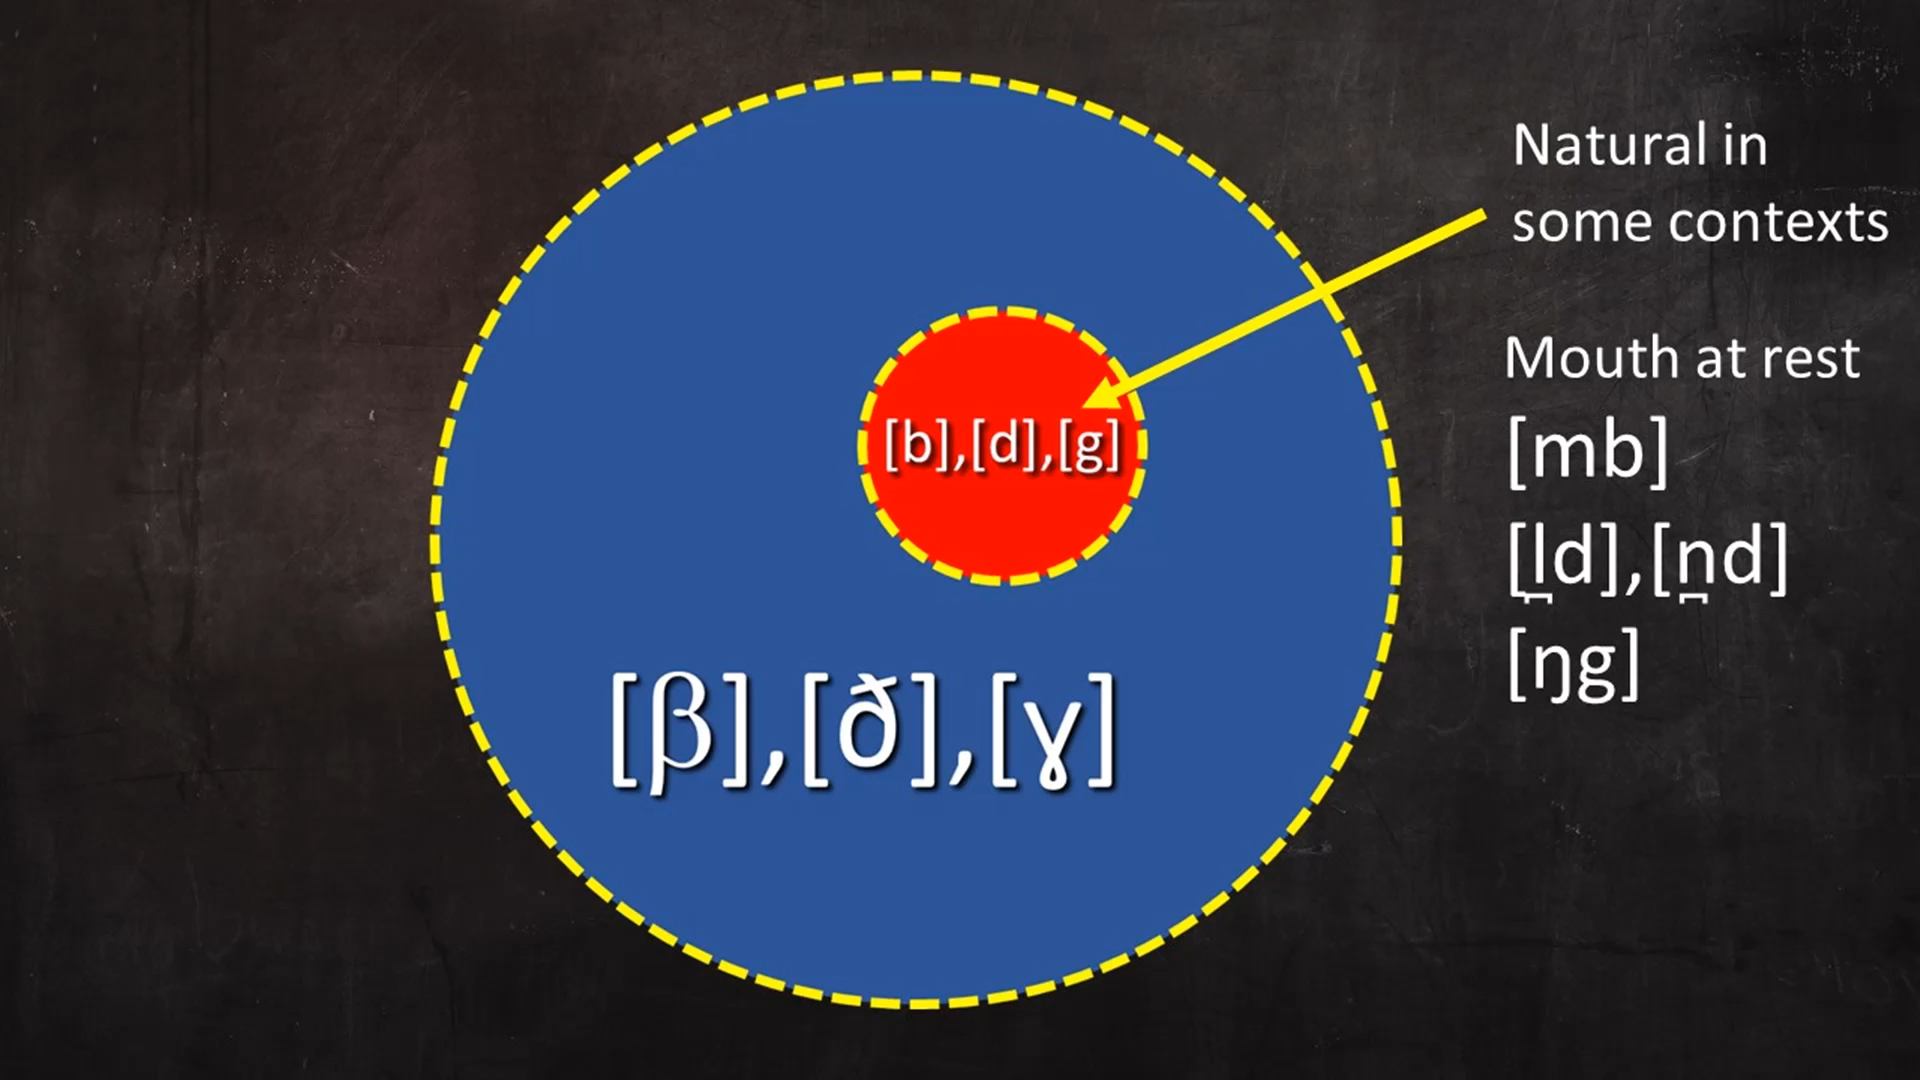 Natural in
some contexts
Mouth at rest
[mb]
[l̪d],[n̪d]
[ŋg]
[b],[d],[g]
[β],[ð],[ɣ]